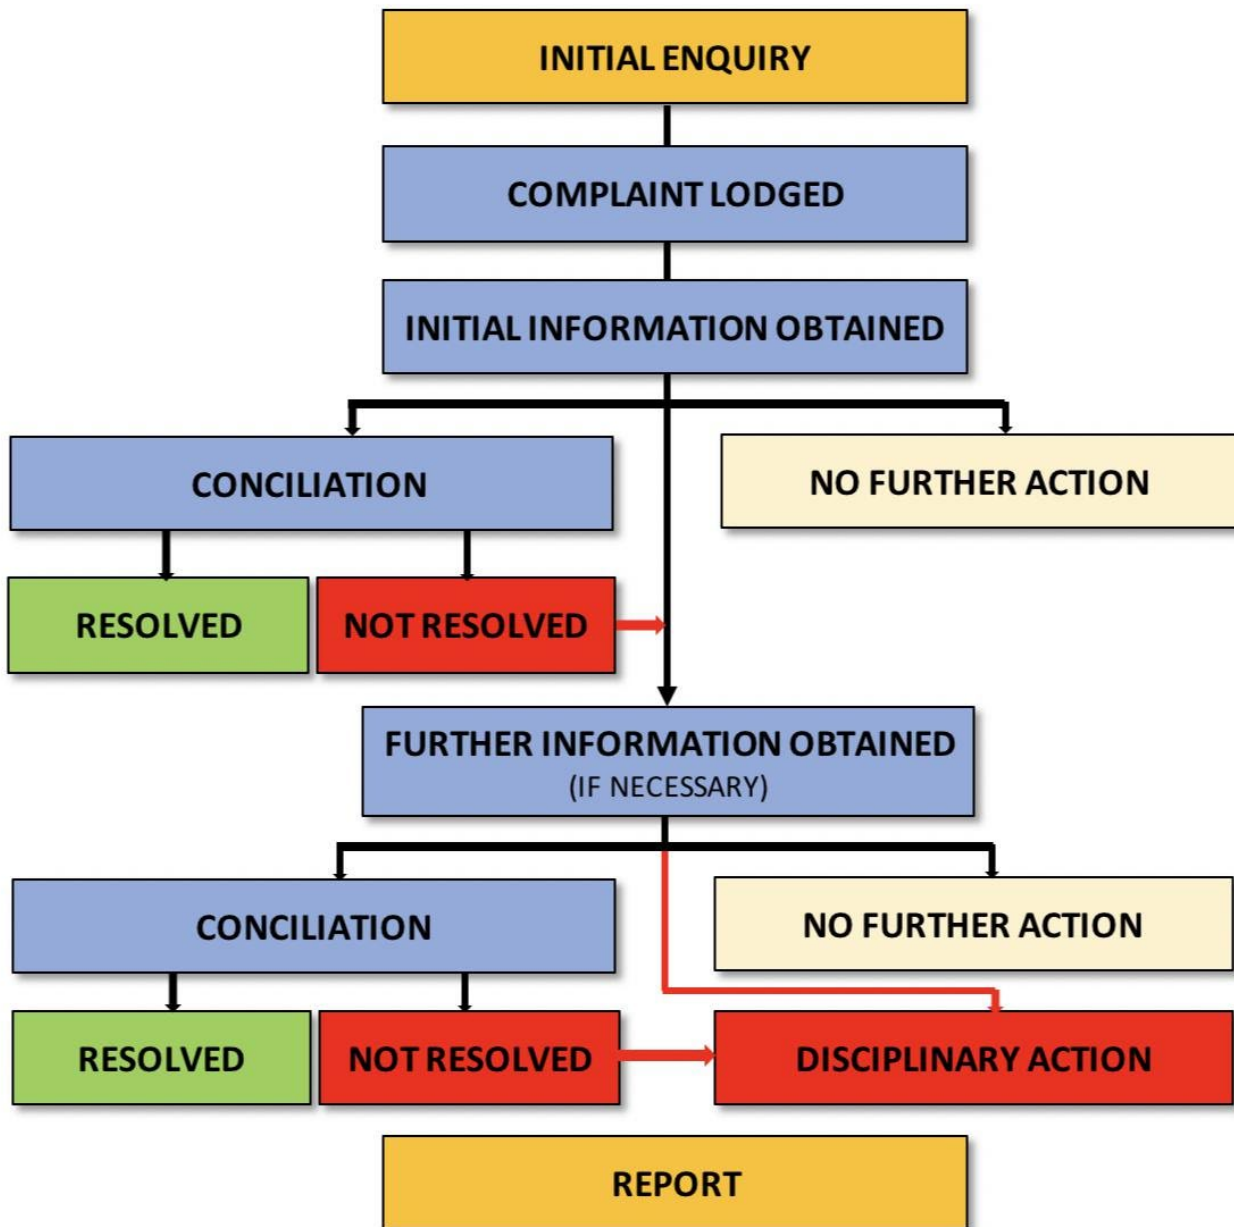 INITIAL ENQUIRY
COMPLAINT LODGED
INITIAL INFORMATION OBTAINED
CONCILIATION
NO FURTHER ACTION
RESOLVED
NOT RESOLVED
FURTHER INFORMATION OBTAINED
(IF NECESSARY)
CONCILIATION
NO FURTHER ACTION
RESOLVED
NOT RESOLVED
DISCIPLINARY ACTION
REPORT